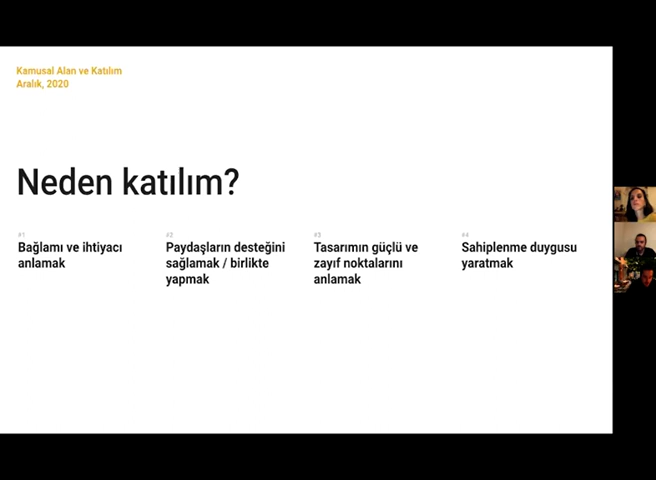 Kamusal Alan ve Katılım
Aralık, 2020
Neden katılım?
#1
Bağlamı ve ihtiyacı
anlamak
#2
Paydaşların desteğini
sağlamak / birlikte
yapmak
#3
Tasarımın güçlü ve
zayıf noktalarını
anlamak
#4
Sahiplenme duygusu
yaratmak